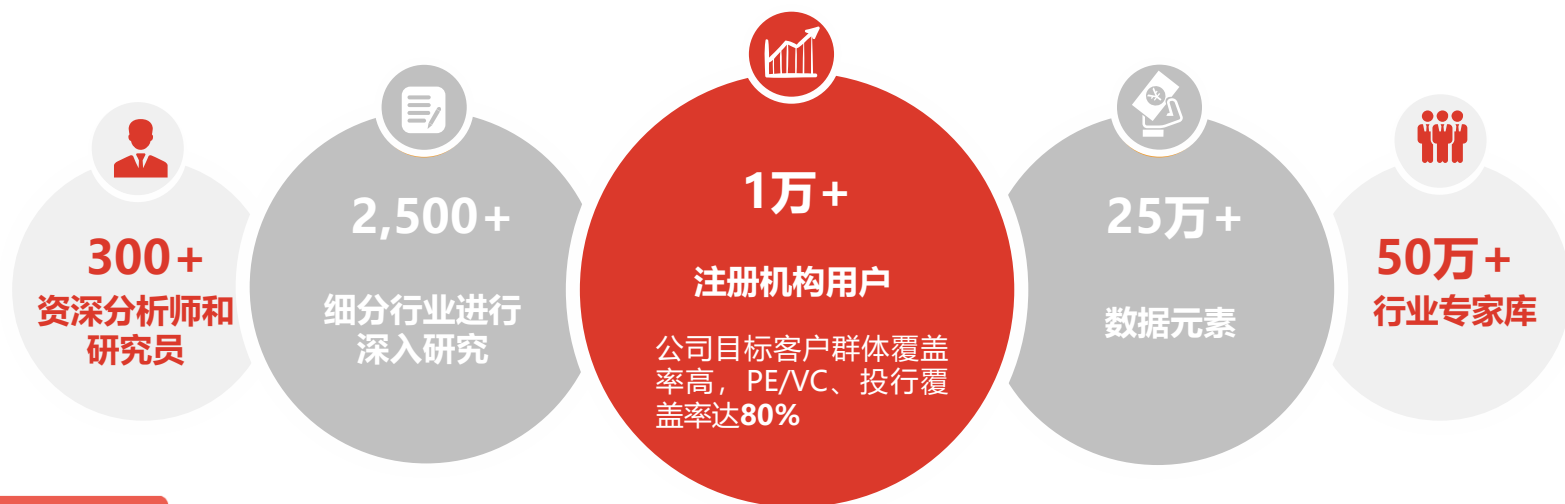 300+
资深分析师和
研究员
2,500+
细分行业进行
深入研究
1万+
注册机构用户
公司目标客户群体覆盖
率高，PE/VC、投行覆
盖率达80%
25万+
数据元素
50万+
行业专家库